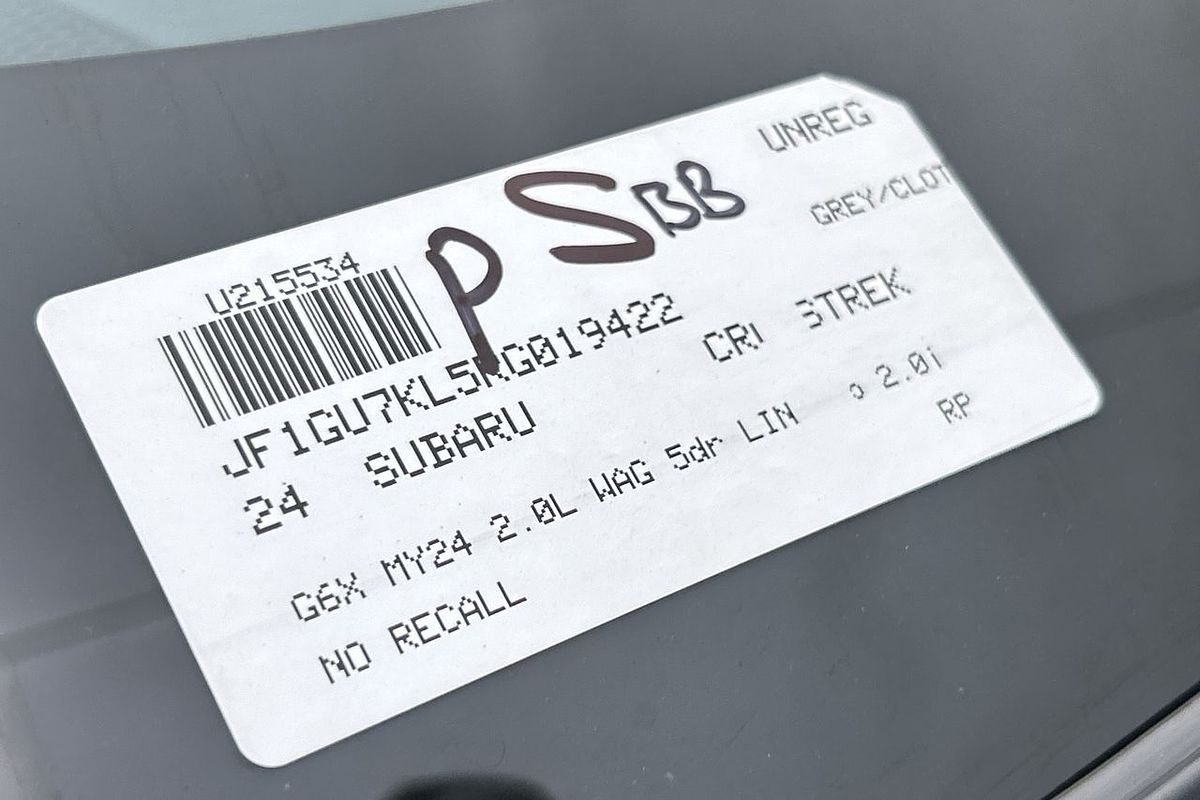 UNREG
P SBB
GREY/CLOT
U215534
JF1GU7KL5RG019422
24 SUBARU CRI STREK
G6X MY24 2.0L WAG 5dr LIN 2.0i
NO RECALL RP